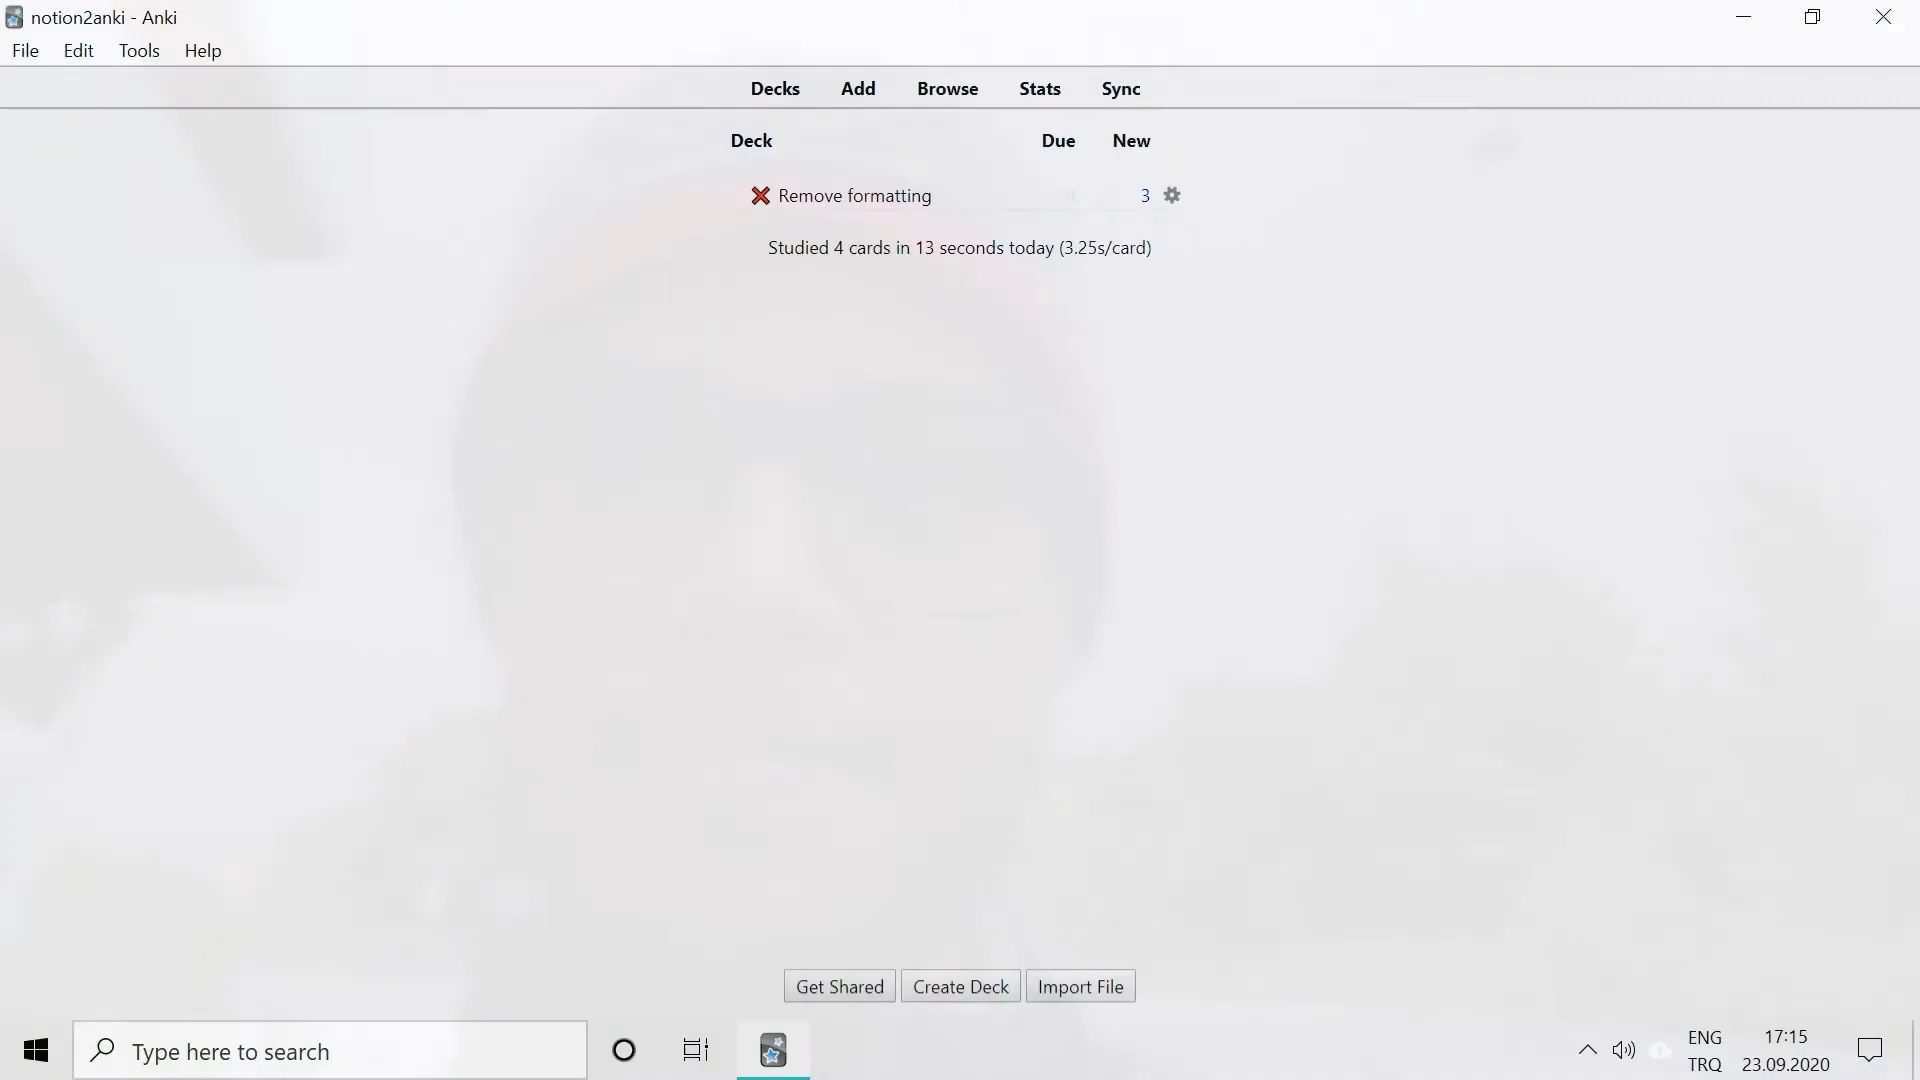 notion2anki - Anki
File Edit Tools Help
Decks Add Browse Stats Sync
Deck Due New
Remove formatting 3
Studied 4 cards in 13 seconds today (3.25s/card)
Get Shared Create Deck Import File
Type here to search
ENG 17:15
TRQ 23.09.2020